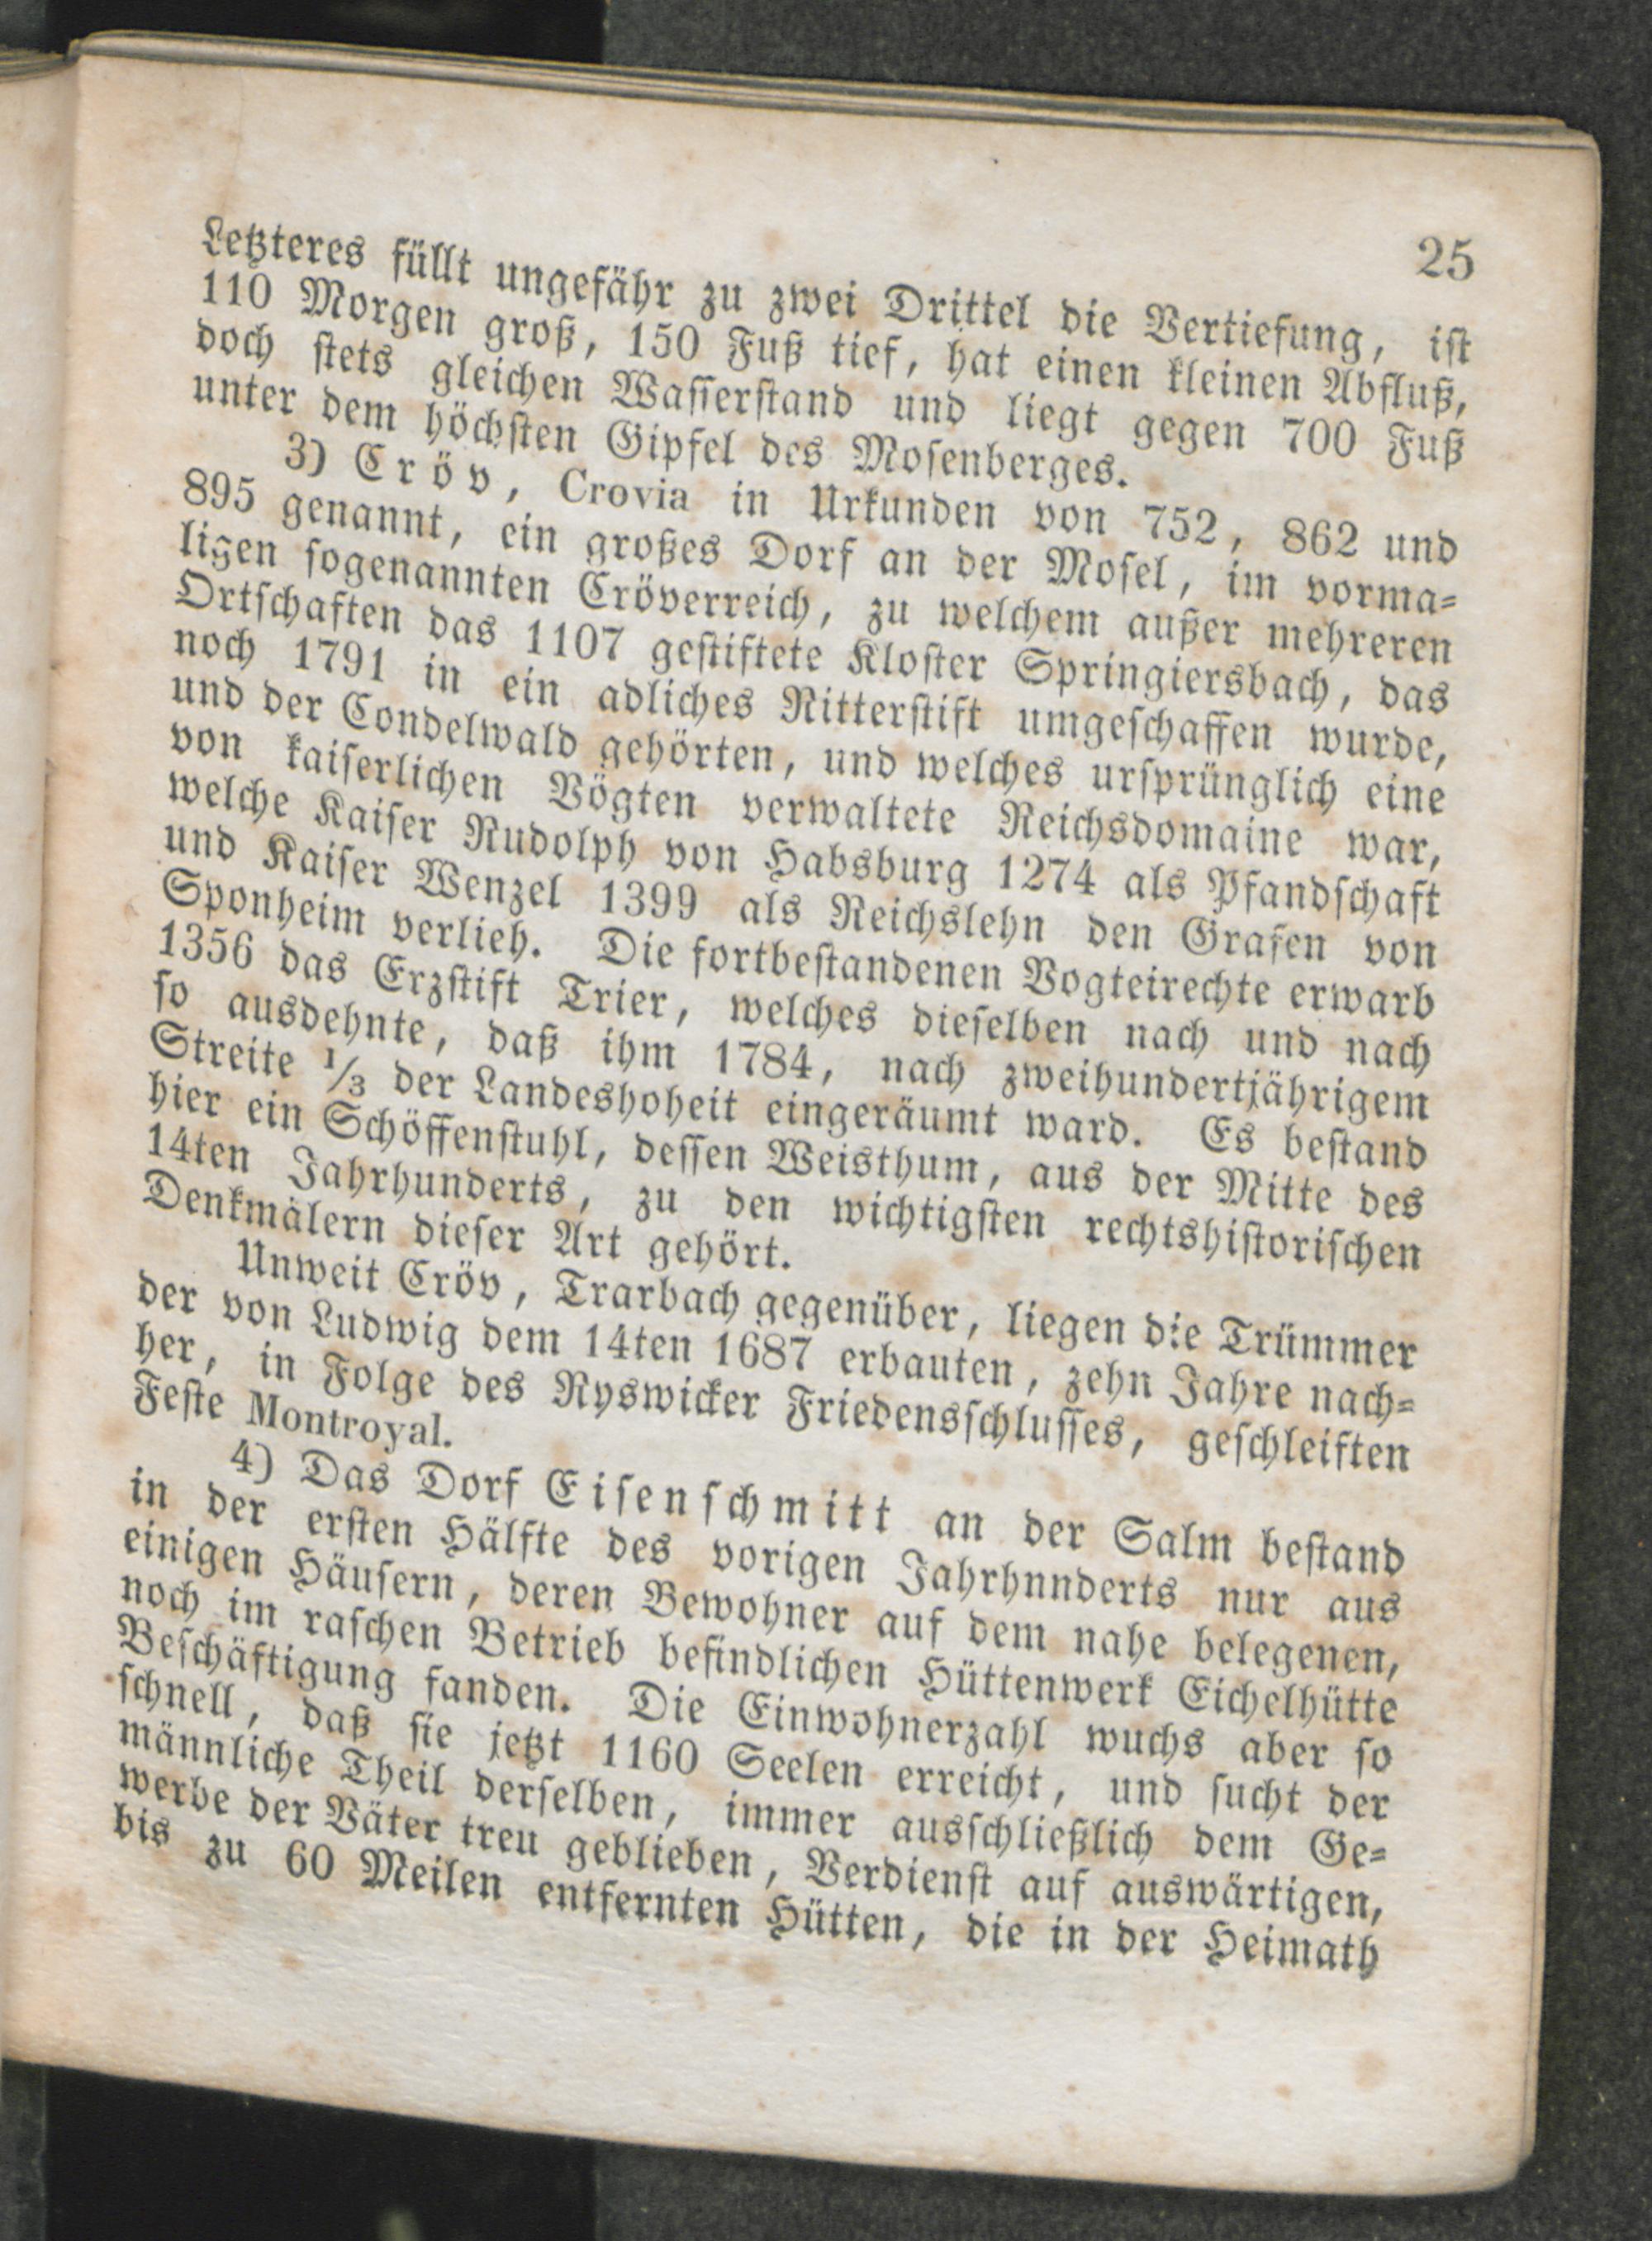 25
Letzteres füllt ungefähr zu zwei Drittel die Vertiefung, ist
110 Morgen groß, 150 Fuß tief, hat einen kleinen Abfluß,
doch stets gleichen Wasserstand und liegt gegen 700 Fuß
unter dem höchsten Gipfel des Mosenberges.
3) Cröv, Crovia in Urkunden von 752, 862 und
895 genannt, ein großes Dorf an der Mosel, im vorma-
ligen sogenannten Cröverreich, zu welchem außer mehreren
Ortschaften das 1107 gestiftete Kloster Springiersbach, das
noch 1791 in ein adliches Ritterstift umgeschaffen wurde,
und der Condelwald gehörten, und welches ursprünglich eine
von kaiserlichen Vögten verwaltete Reichsdomaine war,
welche Kaiser Rudolph von Habsburg 1274 als Pfandschaft
und Kaiser Wenzel 1399 als Reichslehn den Grafen von
Sponheim verlieh. Die fortbestandenen Vogteirechte erwarb
1356 das Erzstift Trier, welches dieselben nach und nach
so ausdehnte, daß ihm 1784, nach zweihundertjährigem
Streite 1/3 der Landeshoheit eingeräumt ward. Es bestand
hier ein Schöffenstuhl, dessen Weisthum, aus der Mitte des
14ten Jahrhunderts, zu den wichtigsten rechtshistorischen
Denkmälern dieser Art gehört.
Unweit Cröv, Trarbach gegenüber, liegen die Trümmer
der von Ludwig dem 14ten 1687 erbauten, zehn Jahre nach-
her, in Folge des Ryswicker Friedensschlusses, geschleiften
Feste Montroyal.
4) Das Dorf Eisenschmitt an der Salm bestand
in der ersten Hälfte des vorigen Jahrhnnderts nur aus
einigen Häusern, deren Bewohner auf dem nahe belegenen,
noch im raschen Betrieb befindlichen Hüttenwerk Eichelhütte
Beschäftigung fanden. Die Einwohnerzahl wuchs aber so
schnell, daß sie jetzt 1160 Seelen erreicht, und sucht der
männliche Theil derselben, immer ausschließlich dem Ge-
werbe der Väter treu geblieben, Verdienst auf auswärtigen,
bis zu 60 Meilen entfernten Hütten, die in der Heimath